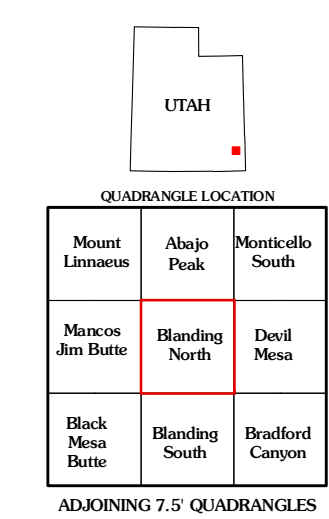 UTAH
QUADRANGLE LOCATION
Mount
Linnaeus
Abajo
Peak
Monticello
South
Mancos
Jim Butte
Blanding
North
Devil
Mesa
Black
Mesa
Butte
Blanding
South
Bradford
Canyon
ADJOINING 7.5' QUADRANGLES